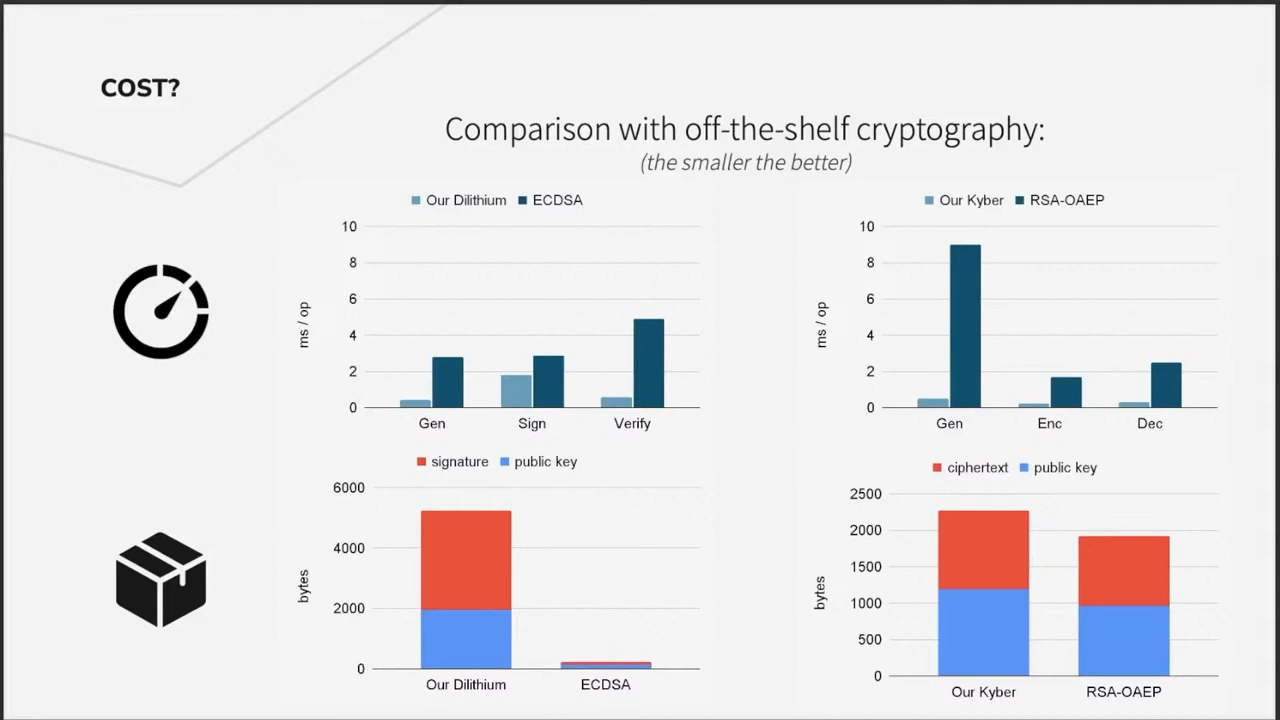 COST?
Comparison with off-the-shelf cryptography:
(the smaller the better)
Our Dilithium ECDSA
10
8
6
4
2
0
ms / op
Gen Sign Verify
Our Kyber RSA-OAEP
10
8
6
4
2
0
ms / op
Gen Enc Dec
signature public key
6000
4000
2000
0
bytes
Our Dilithium ECDSA
ciphertext public key
2500
2000
1500
1000
500
0
bytes
Our Kyber RSA-OAEP